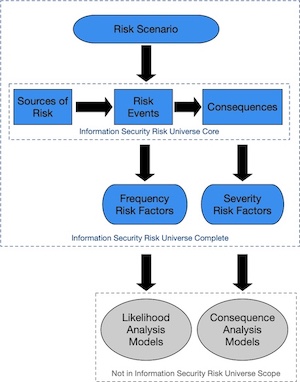 Risk Scenario
Sources of
Risk
Risk
Events
Consequences
Information Security Risk Universe Core
Frequency
Risk Factors
Severity
Risk Factors
Information Security Risk Universe Complete
Likelihood
Analysis
Models
Consequence
Analysis
Models
Not in Information Security Risk Universe Scope